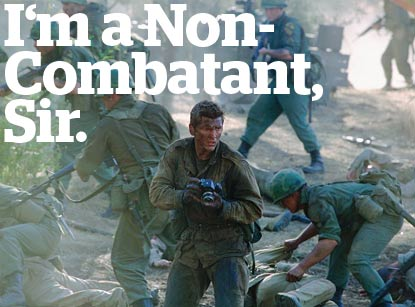 I'm a Non-
Combatant,
Sir.